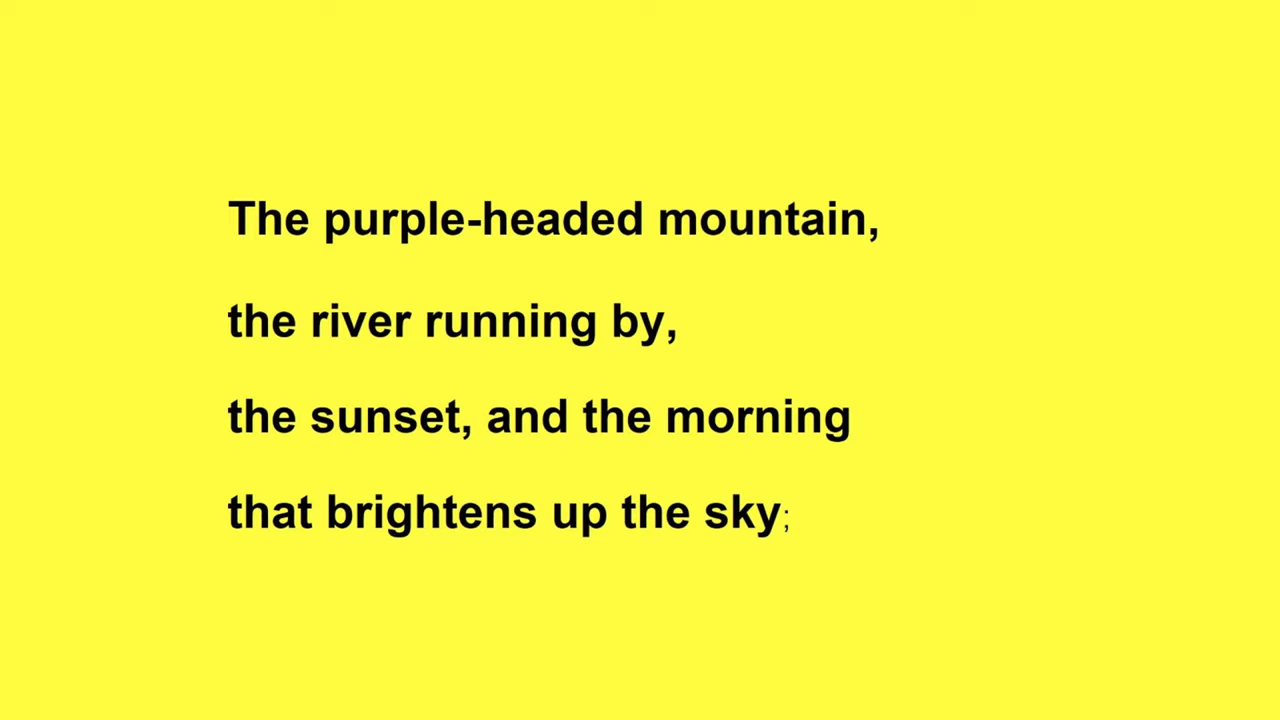 The purple-headed mountain,
the river running by,
the sunset, and the morning
that brightens up the sky;